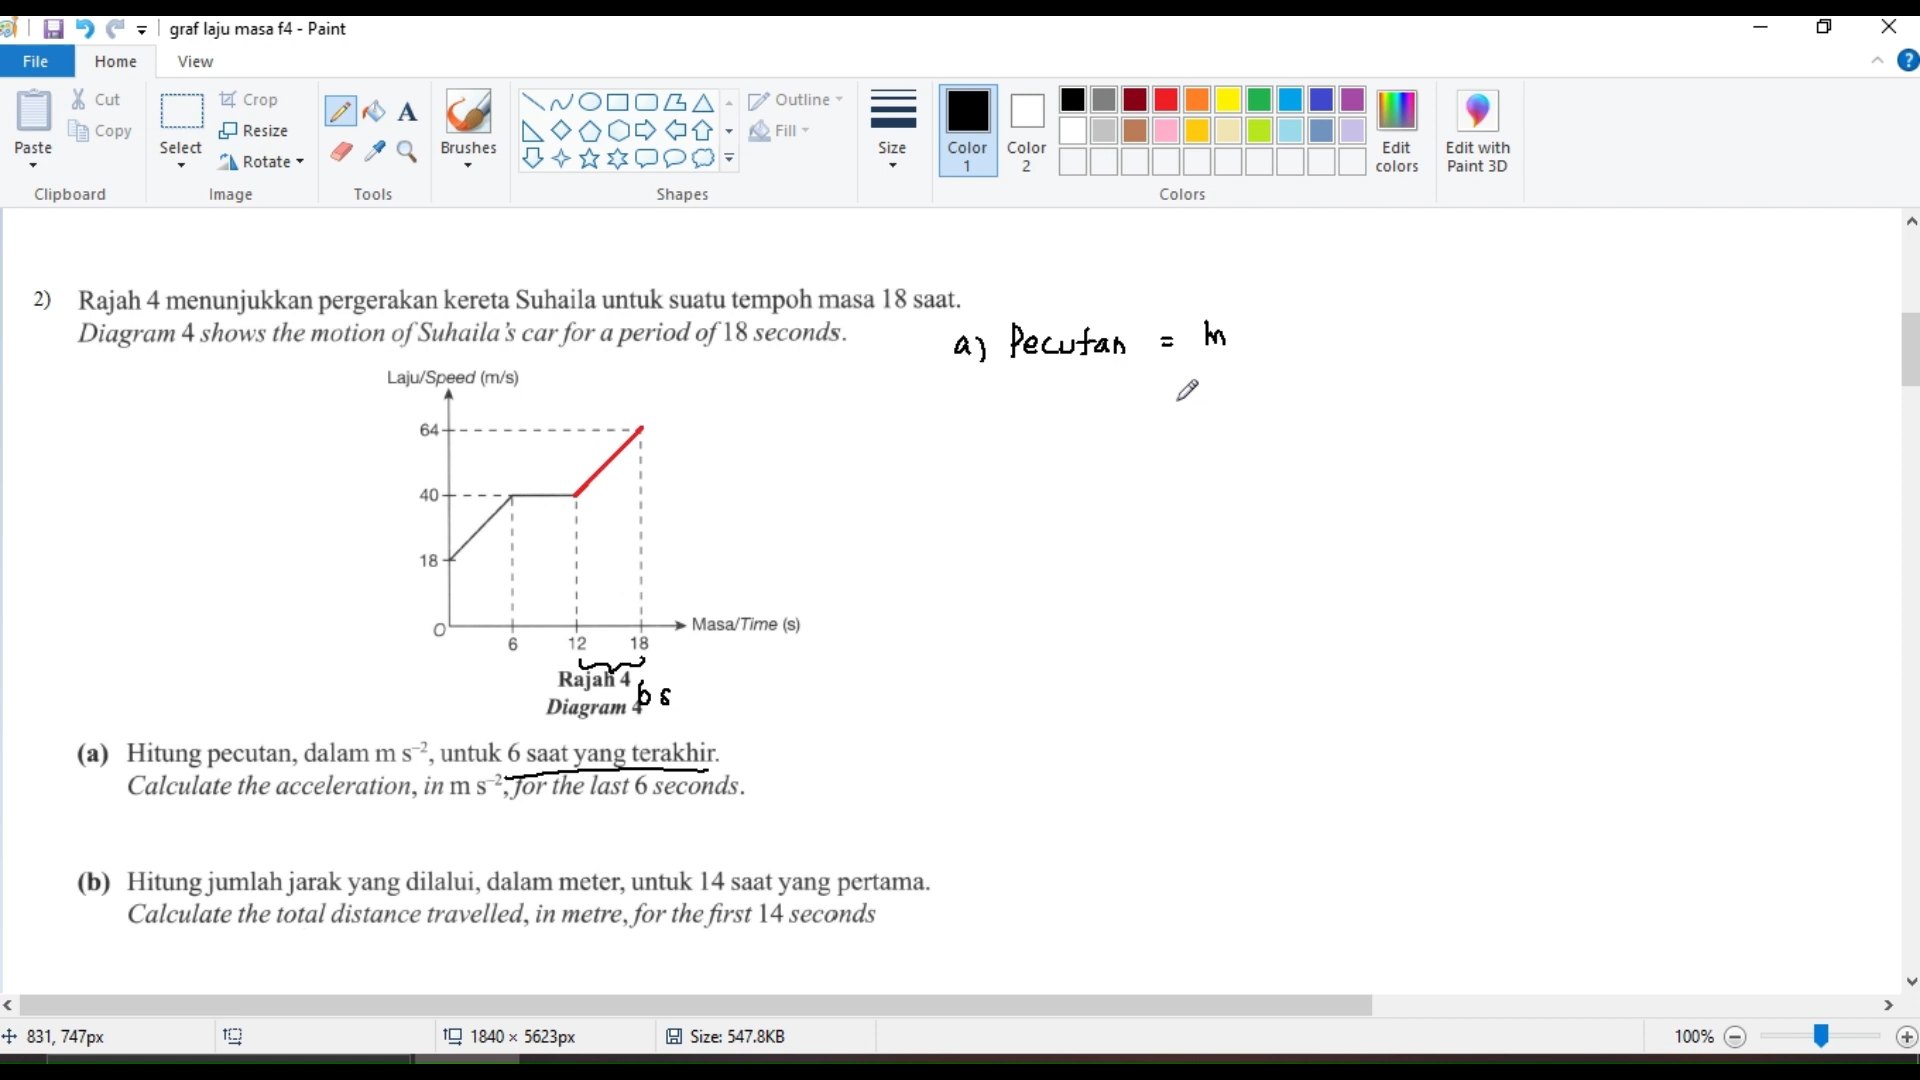 graf laju masa f4 - Paint
File Home View
Paste
Cut
Copy
Clipboard
Select
Crop
Resize
Rotate
Image
A
Tools
Brushes
Outline
Fill
Shapes
Size
Color 1
Color 2
Edit colors
Edit with Paint 3D
Colors
?
2) Rajah 4 menunjukkan pergerakan kereta Suhaila untuk suatu tempoh masa 18 saat.
Diagram 4 shows the motion of Suhaila's car for a period of 18 seconds.
a) Pecutan = m
Laju/Speed (m/s)
64
40
18
O
6 12 18
Masa/Time (s)
Rajah 4
Diagram 4
6 s
(a) Hitung pecutan, dalam m s⁻², untuk 6 saat yang terakhir.
Calculate the acceleration, in m s⁻², for the last 6 seconds.
(b) Hitung jumlah jarak yang dilalui, dalam meter, untuk 14 saat yang pertama.
Calculate the total distance travelled, in metre, for the first 14 seconds
831, 747px
1840 × 5623px
Size: 547.8KB
100%